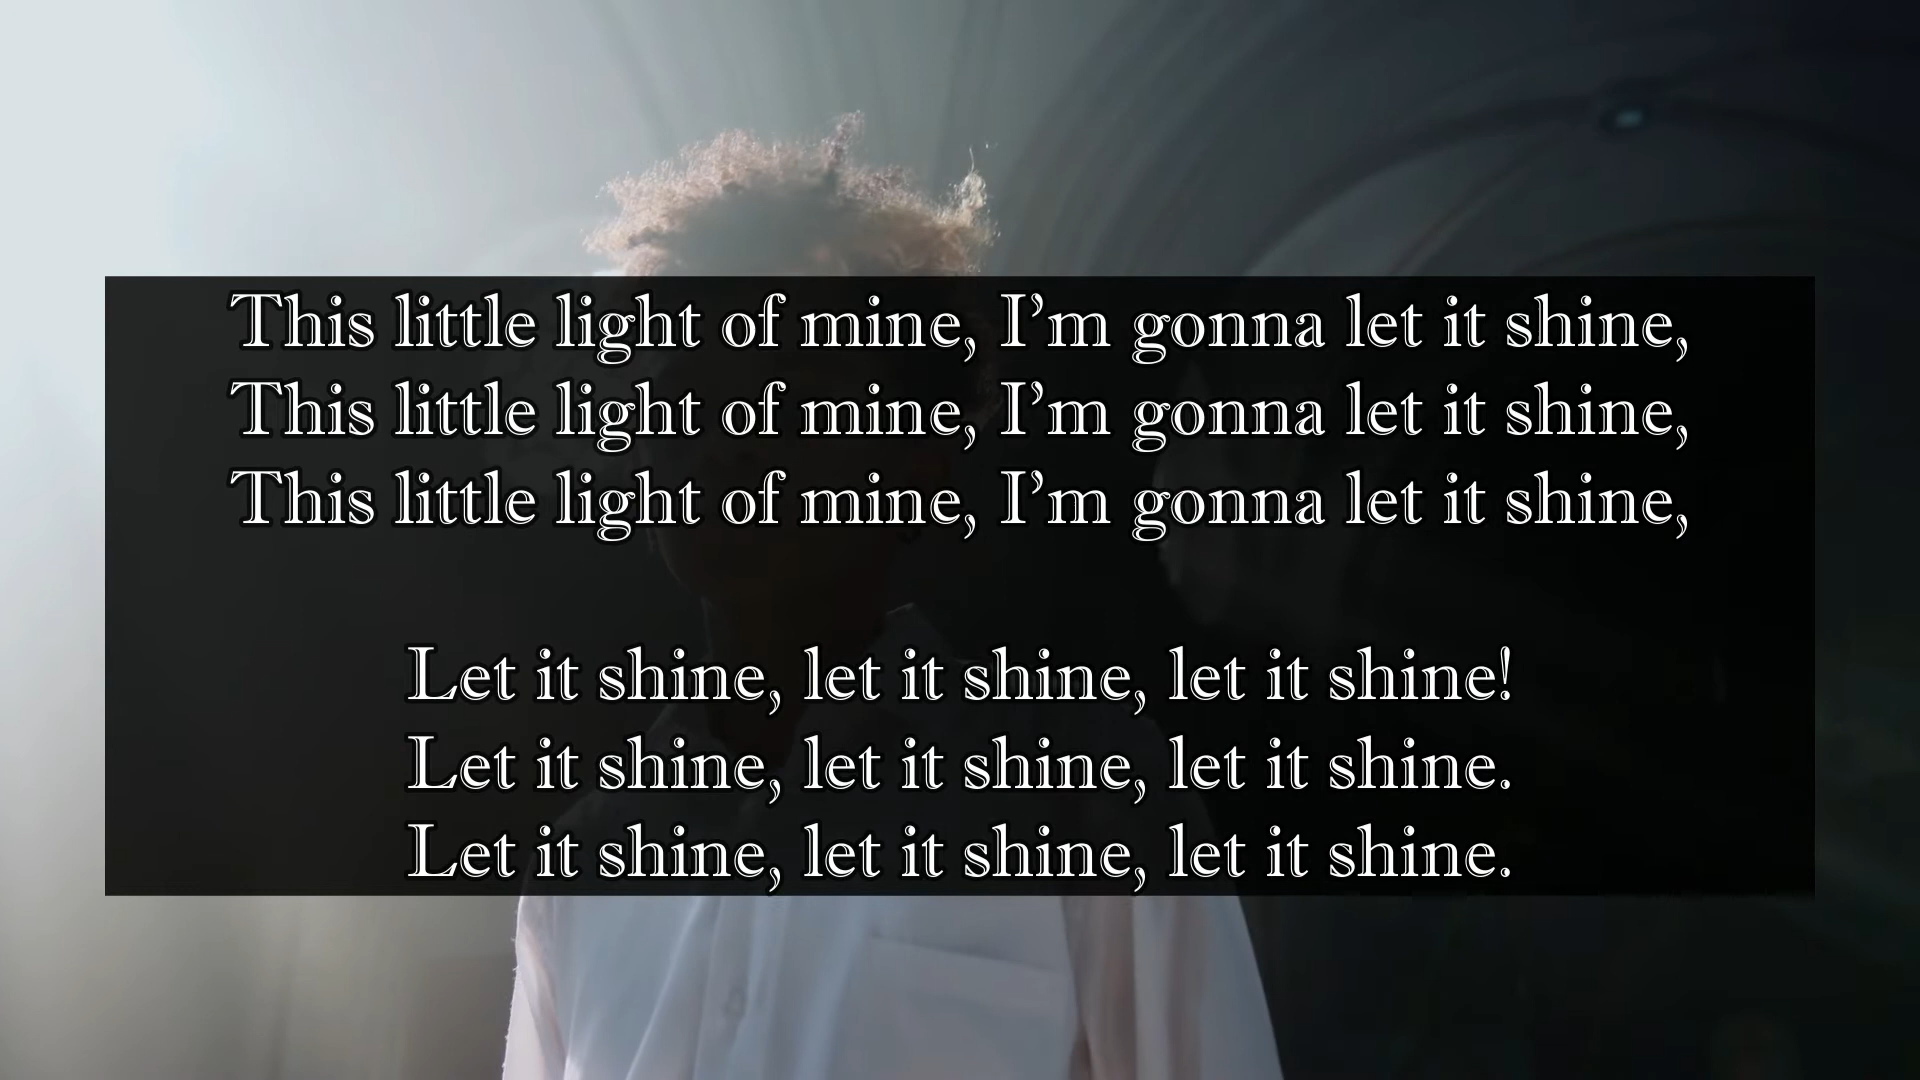 This little light of mine, I’m gonna let it shine,
This little light of mine, I’m gonna let it shine,
This little light of mine, I’m gonna let it shine,
Let it shine, let it shine, let it shine!
Let it shine, let it shine, let it shine.
Let it shine, let it shine, let it shine.